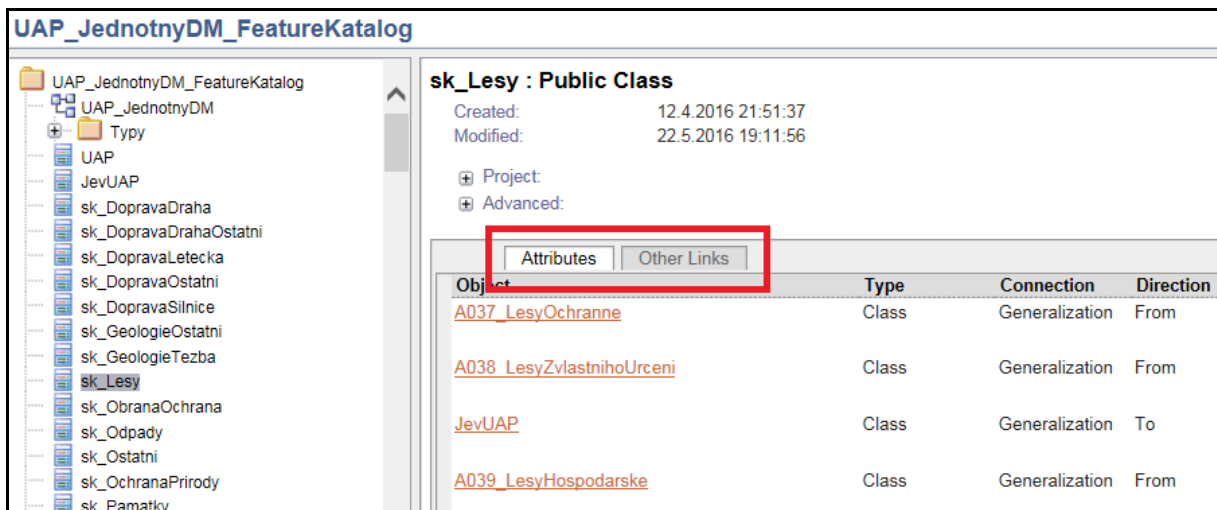 UAP_JednotnyDM_FeatureKatalog
UAP_JednotnyDM_FeatureKatalog
UAP_JednotnyDM
Typy
UAP
JevUAP
sk_DopravaDraha
sk_DopravaDrahaOstatni
sk_DopravaLetecka
sk_DopravaOstatni
sk_DopravaSilnice
sk_GeologieOstatni
sk_GeologieTezba
sk_Lesy
sk_ObranaOchrana
sk_Odpady
sk_Ostatni
sk_OchranaPrirody
sk_Pamatky
sk_Lesy : Public Class
Created: 12.4.2016 21:51:37
Modified: 22.5.2016 19:11:56
Project:
Advanced:
Attributes Other Links
Object Type Connection Direction
A037_LesyOchranne Class Generalization From
A038_LesyZvlastnihoUrceni Class Generalization From
JevUAP Class Generalization To
A039_LesyHospodarske Class Generalization From